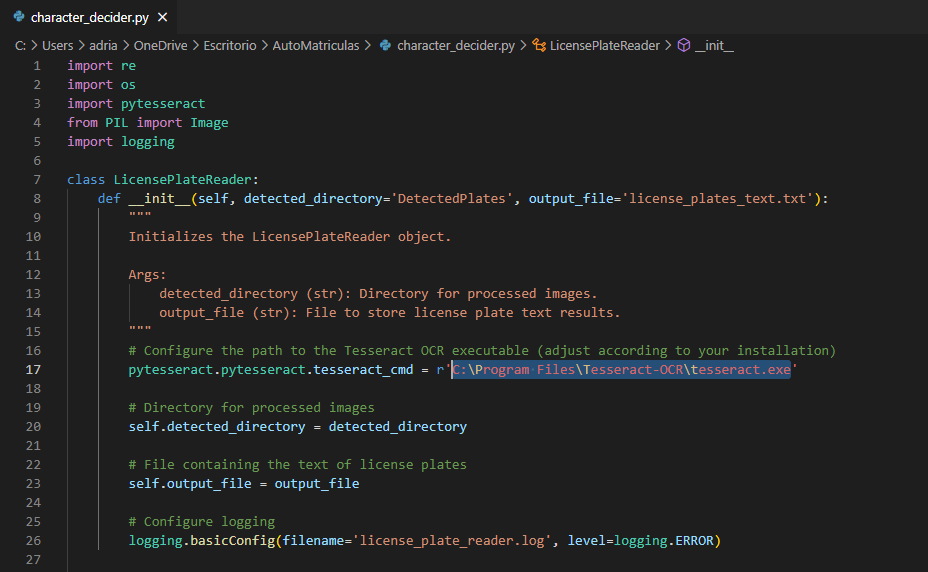 character_decider.py ✕
C: > Users > adria > OneDrive > Escritorio > AutoMatriculas > character_decider.py > LicensePlateReader > __init__
1 import re
2 import os
3 import pytesseract
4 from PIL import Image
5 import logging
6
7 class LicensePlateReader:
8     def __init__(self, detected_directory='DetectedPlates', output_file='license_plates_text.txt'):
9         """
10         Initializes the LicensePlateReader object.
11
12         Args:
13             detected_directory (str): Directory for processed images.
14             output_file (str): File to store license plate text results.
15         """
16         # Configure the path to the Tesseract OCR executable (adjust according to your installation)
17         pytesseract.pytesseract.tesseract_cmd = r'C:\Program Files\Tesseract-OCR\tesseract.exe'
18
19         # Directory for processed images
20         self.detected_directory = detected_directory
21
22         # File containing the text of license plates
23         self.output_file = output_file
24
25         # Configure logging
26         logging.basicConfig(filename='license_plate_reader.log', level=logging.ERROR)
27